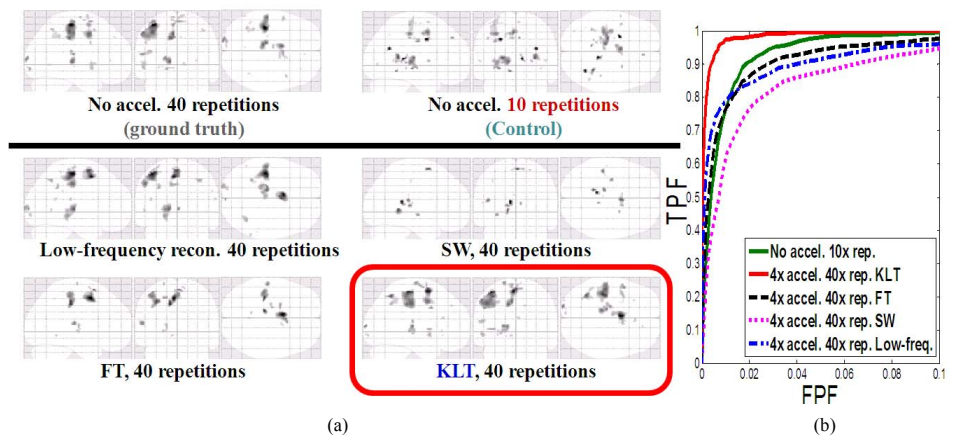 No accel. 40 repetitions
(ground truth)
No accel. 10 repetitions
(Control)
Low-frequency recon. 40 repetitions
SW, 40 repetitions
FT, 40 repetitions
KLT, 40 repetitions
(a)
TPF
1
0.9
0.8
0.7
0.6
0.5
0.4
0.3
0.2
0.1
0
No accel. 10x rep.
4x accel. 40x rep. KLT
4x accel. 40x rep. FT
4x accel. 40x rep. SW
4x accel. 40x rep. Low-freq.
0 0.02 0.04 0.06 0.08 0.1
FPF
(b)